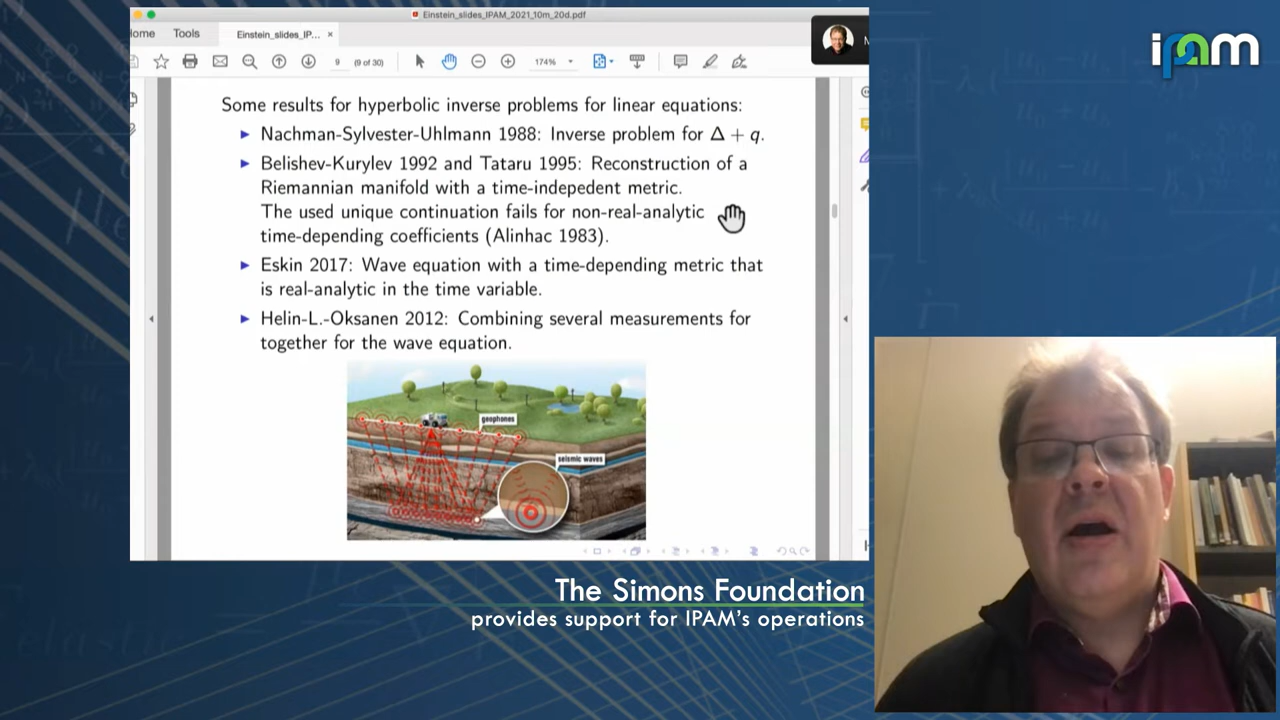 Einstein_slides_IPAM_2021_10m_20d.pdf
ome Tools Einstein_slides_IP... ×
9 (9 of 30) 174%
M
ipam
Some results for hyperbolic inverse problems for linear equations:
► Nachman-Sylvester-Uhlmann 1988: Inverse problem for Δ + q.
► Belishev-Kurylev 1992 and Tataru 1995: Reconstruction of a
Riemannian manifold with a time-indepedent metric.
The used unique continuation fails for non-real-analytic
time-depending coefficients (Alinhac 1983).
► Eskin 2017: Wave equation with a time-depending metric that
is real-analytic in the time variable.
► Helin-L.-Oksanen 2012: Combining several measurements for
together for the wave equation.
geophones
seismic waves
The Simons Foundation
provides support for IPAM's operations